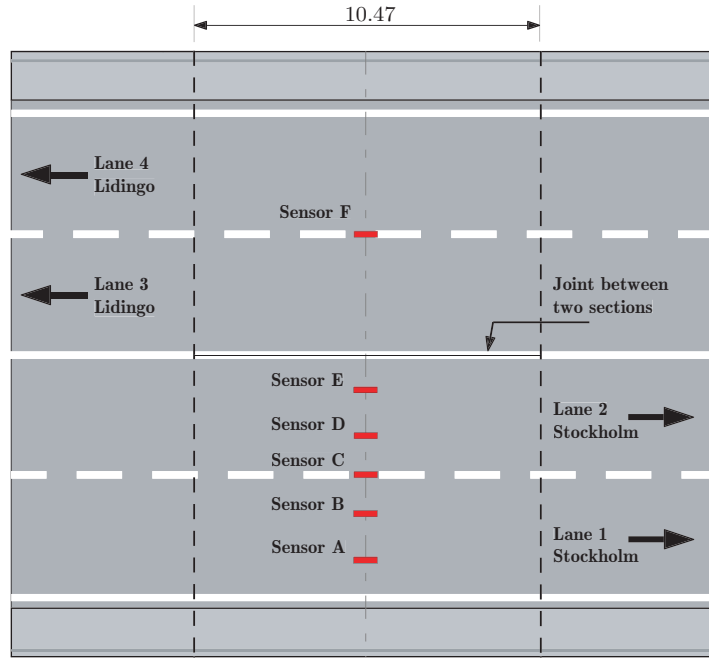 10.47
Lane 4
Lidingo
Sensor F
Lane 3
Lidingo
Joint between
two sections
Sensor E
Lane 2
Stockholm
Sensor D
Sensor C
Sensor B
Lane 1
Stockholm
Sensor A